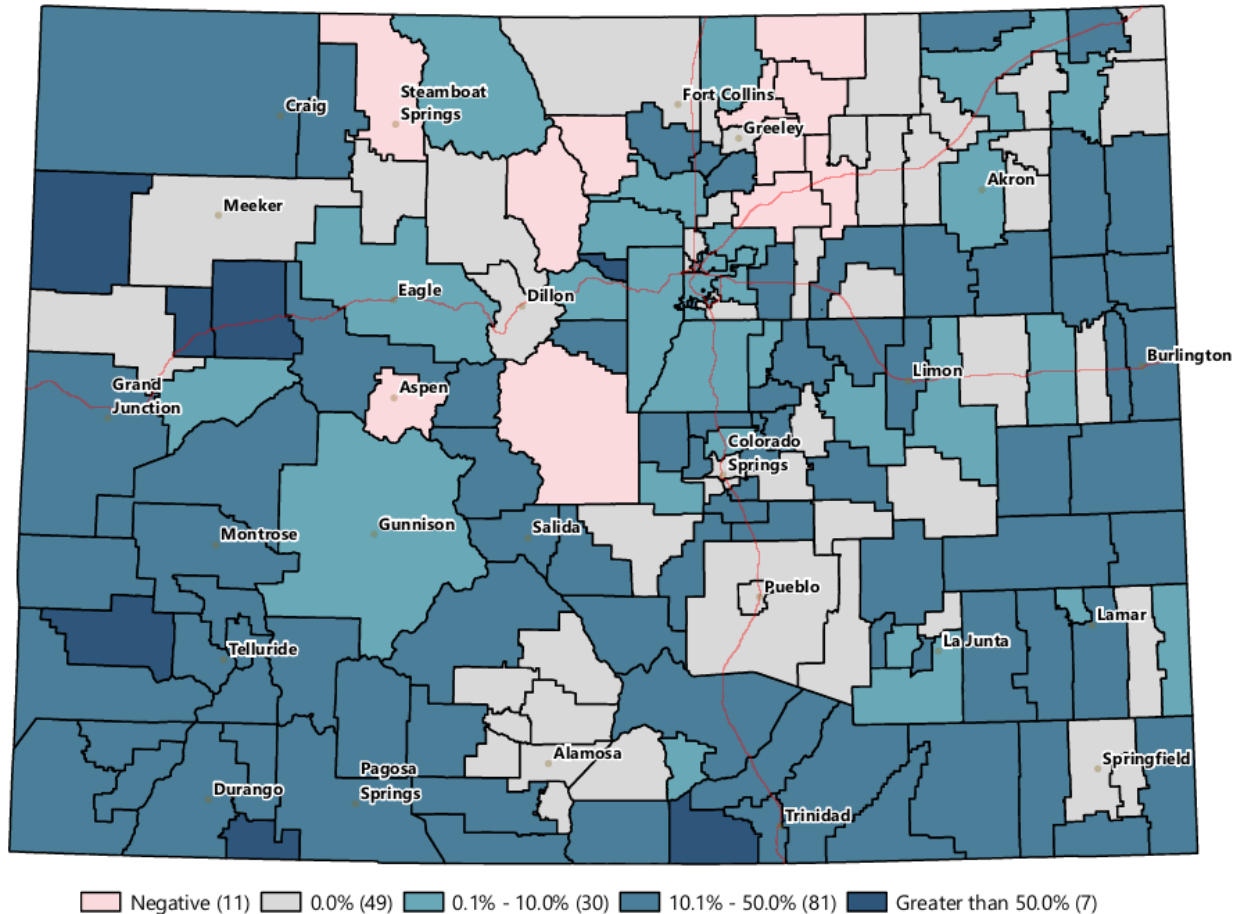 Craig
Steamboat
Springs
Fort Collins
Greeley
Meeker
Akron
Eagle
Dillon
Limon
Burlington
Grand
Junction
Aspen
Colorado
Springs
Gunnison
Salida
Montrose
Pueblo
Lamar
La Junta
Telluride
Alamosa
Springfield
Pagosa
Springs
Durango
Trinidad
Negative (11) 0.0% (49) 0.1% - 10.0% (30) 10.1% - 50.0% (81) Greater than 50.0% (7)